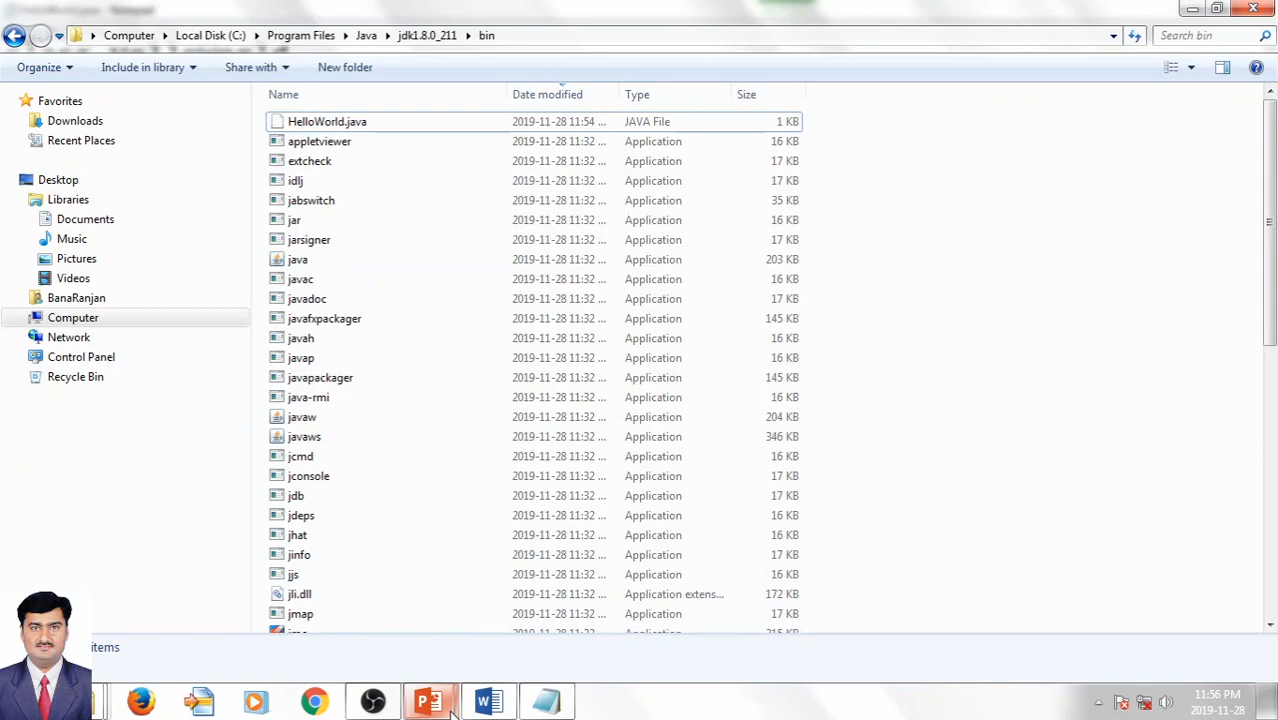 Computer Local Disk (C:) Program Files Java jdk1.8.0_211 bin Search bin
Organize Include in library Share with New folder
Name Date modified Type Size
Favorites
Downloads
Recent Places
Desktop
Libraries
Documents
Music
Pictures
Videos
BanaRanjan
Computer
Network
Control Panel
Recycle Bin
HelloWorld.java 2019-11-28 11:54 ... JAVA File 1 KB
appletviewer 2019-11-28 11:32 ... Application 16 KB
extcheck 2019-11-28 11:32 ... Application 17 KB
idlj 2019-11-28 11:32 ... Application 17 KB
jabswitch 2019-11-28 11:32 ... Application 35 KB
jar 2019-11-28 11:32 ... Application 16 KB
jarsigner 2019-11-28 11:32 ... Application 17 KB
java 2019-11-28 11:32 ... Application 203 KB
javac 2019-11-28 11:32 ... Application 17 KB
javadoc 2019-11-28 11:32 ... Application 17 KB
javafxpackager 2019-11-28 11:32 ... Application 145 KB
javah 2019-11-28 11:32 ... Application 17 KB
javap 2019-11-28 11:32 ... Application 17 KB
javapackager 2019-11-28 11:32 ... Application 145 KB
java-rmi 2019-11-28 11:32 ... Application 16 KB
javaw 2019-11-28 11:32 ... Application 204 KB
javaws 2019-11-28 11:32 ... Application 346 KB
jcmd 2019-11-28 11:32 ... Application 16 KB
jconsole 2019-11-28 11:32 ... Application 17 KB
jdb 2019-11-28 11:32 ... Application 17 KB
jdeps 2019-11-28 11:32 ... Application 17 KB
jhat 2019-11-28 11:32 ... Application 16 KB
jinfo 2019-11-28 11:32 ... Application 17 KB
jjs 2019-11-28 11:32 ... Application 16 KB
jli.dll 2019-11-28 11:32 ... Application extens... 172 KB
jmap 2019-11-28 11:32 ... Application 17 KB
items
11:56 PM
2019-11-28